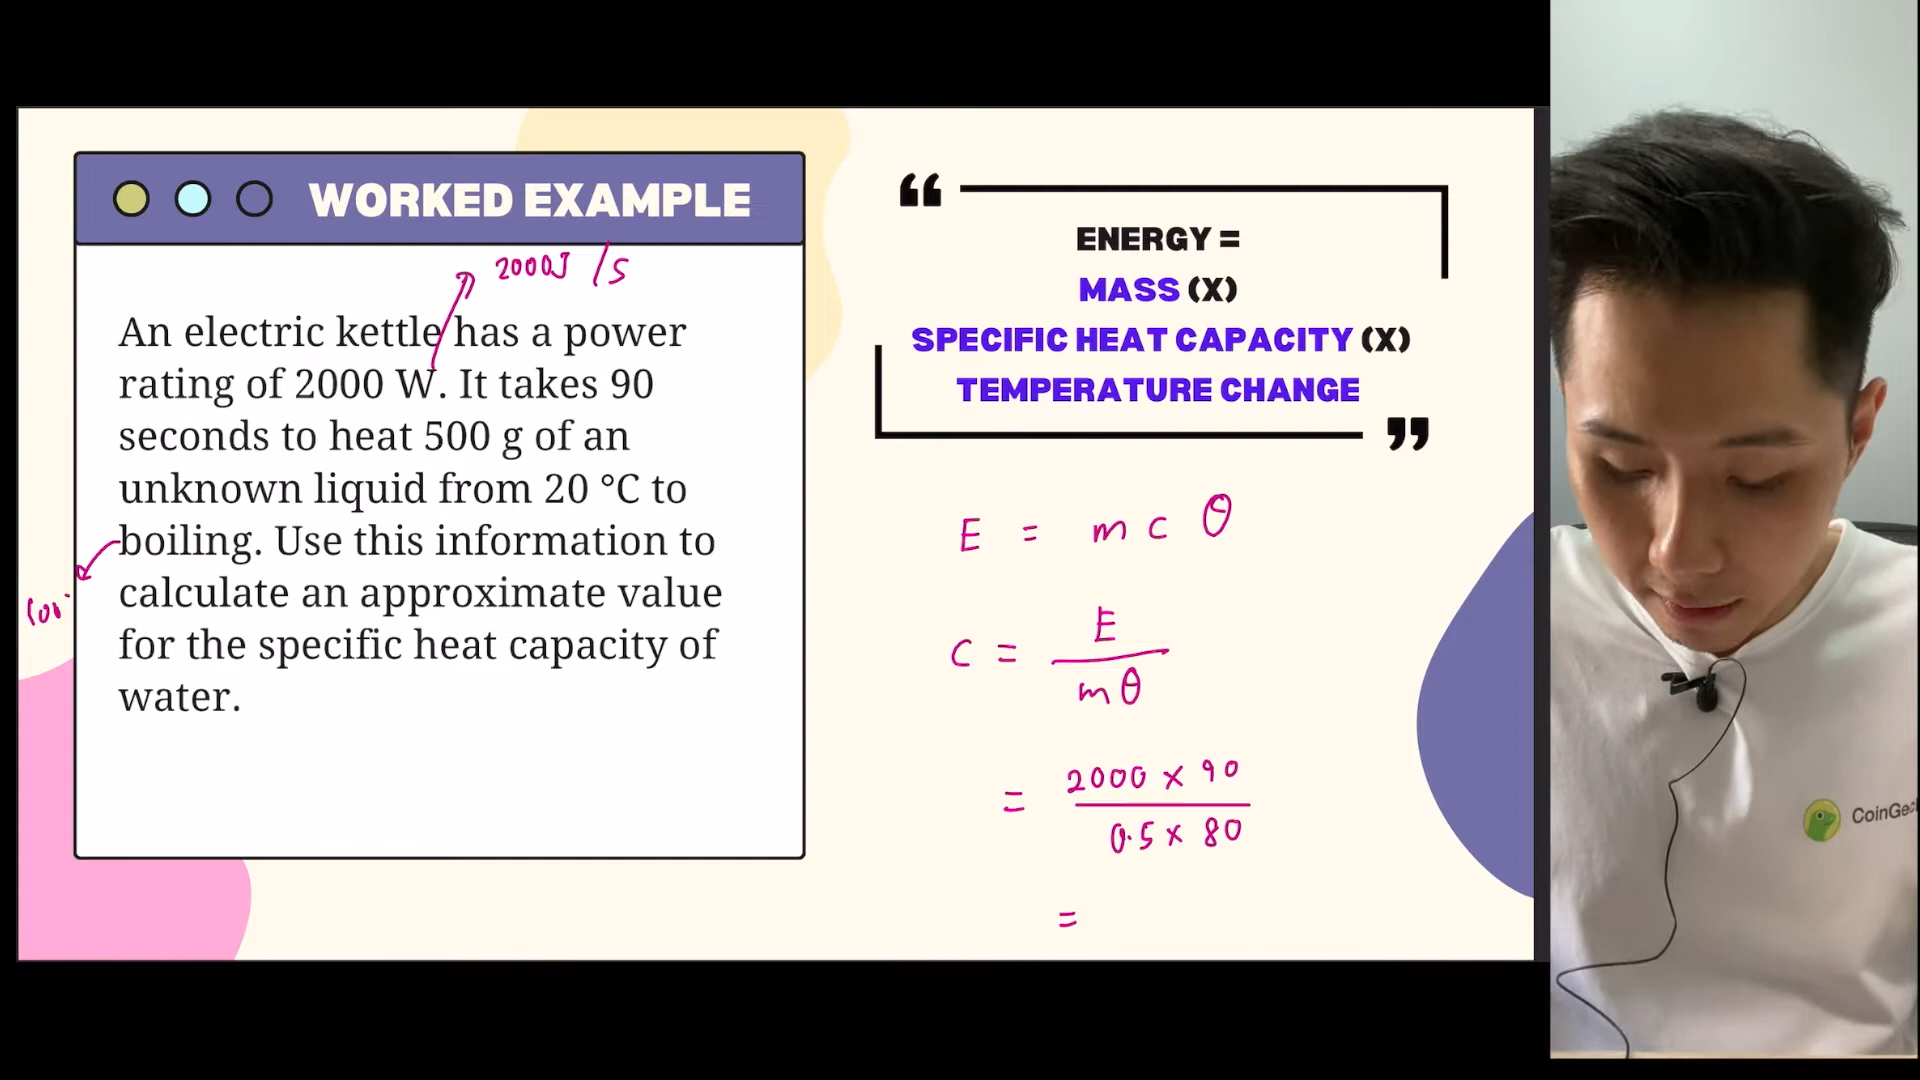 WORKED EXAMPLE
2000J /S
An electric kettle has a power
rating of 2000 W. It takes 90
seconds to heat 500 g of an
unknown liquid from 20 °C to
boiling. Use this information to
calculate an approximate value
for the specific heat capacity of
water.
100°
“
ENERGY =
MASS (X)
SPECIFIC HEAT CAPACITY (X)
TEMPERATURE CHANGE
”
E = m c θ
c = E
mθ
= 2000 × 90
0.5 × 80
=